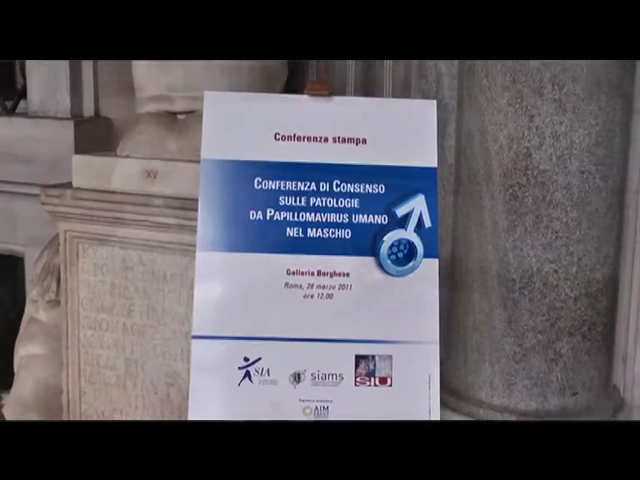 XV
Conferenza stampa
CONFERENZA DI CONSENSO
SULLE PATOLOGIE
DA PAPILLOMAVIRUS UMANO
NEL MASCHIO
Galleria Borghese
Roma, 28 marzo 2011
ore 12.00
SIA
siams
SIU
AIM